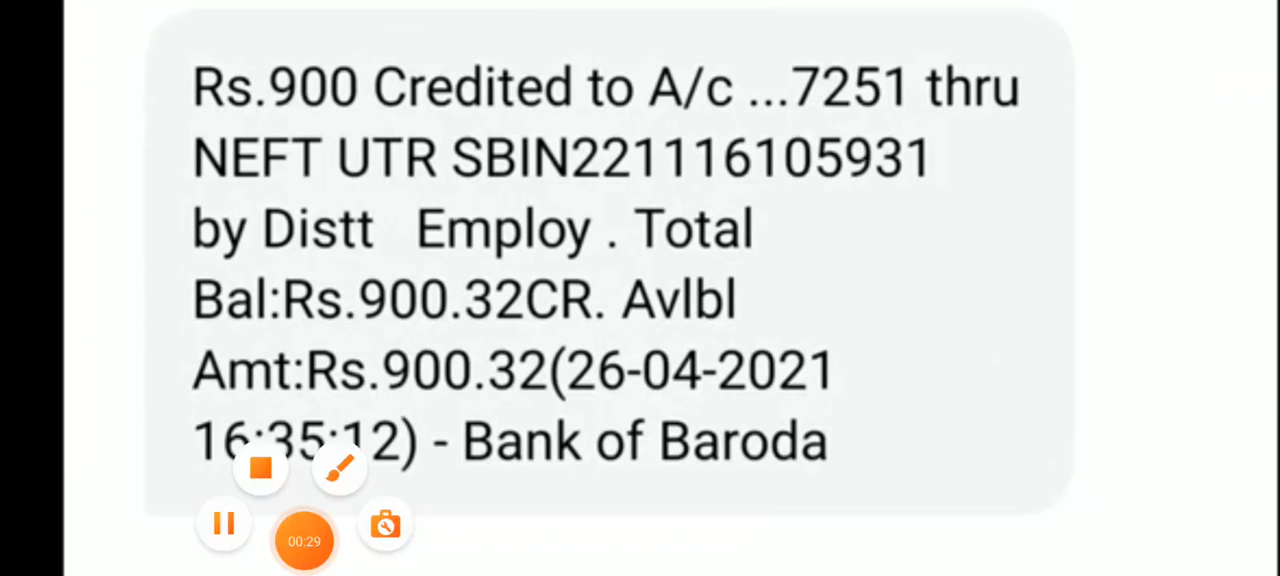 Rs.900 Credited to A/c ...7251 thru
NEFT UTR SBIN221116105931
by Distt   Employ . Total
Bal:Rs.900.32CR. Avlbl
Amt:Rs.900.32(26-04-2021
16:35:12) - Bank of Baroda
00:29